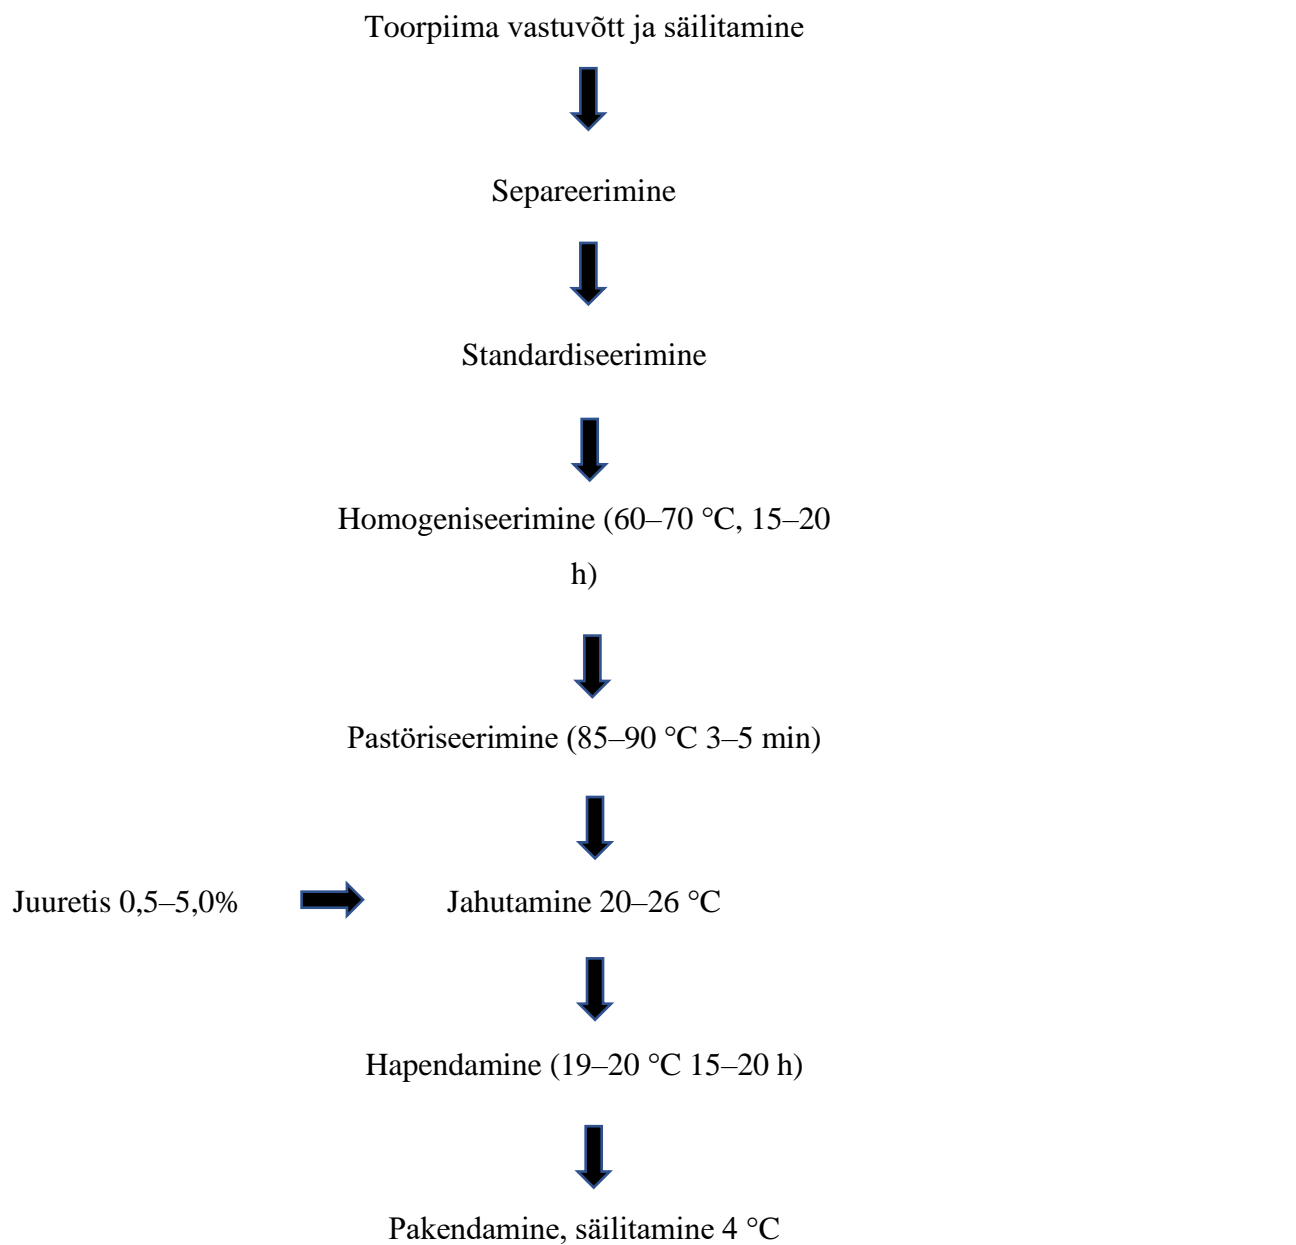 Toorpiima vastuvõtt ja säilitamine
Separeerimine
Standardiseerimine
Homogeniseerimine (60–70 °C, 15–20
h)
Pastöriseerimine (85–90 °C 3–5 min)
Juuretis 0,5–5,0%
Jahutamine 20–26 °C
Hapendamine (19–20 °C 15–20 h)
Pakendamine, säilitamine 4 °C